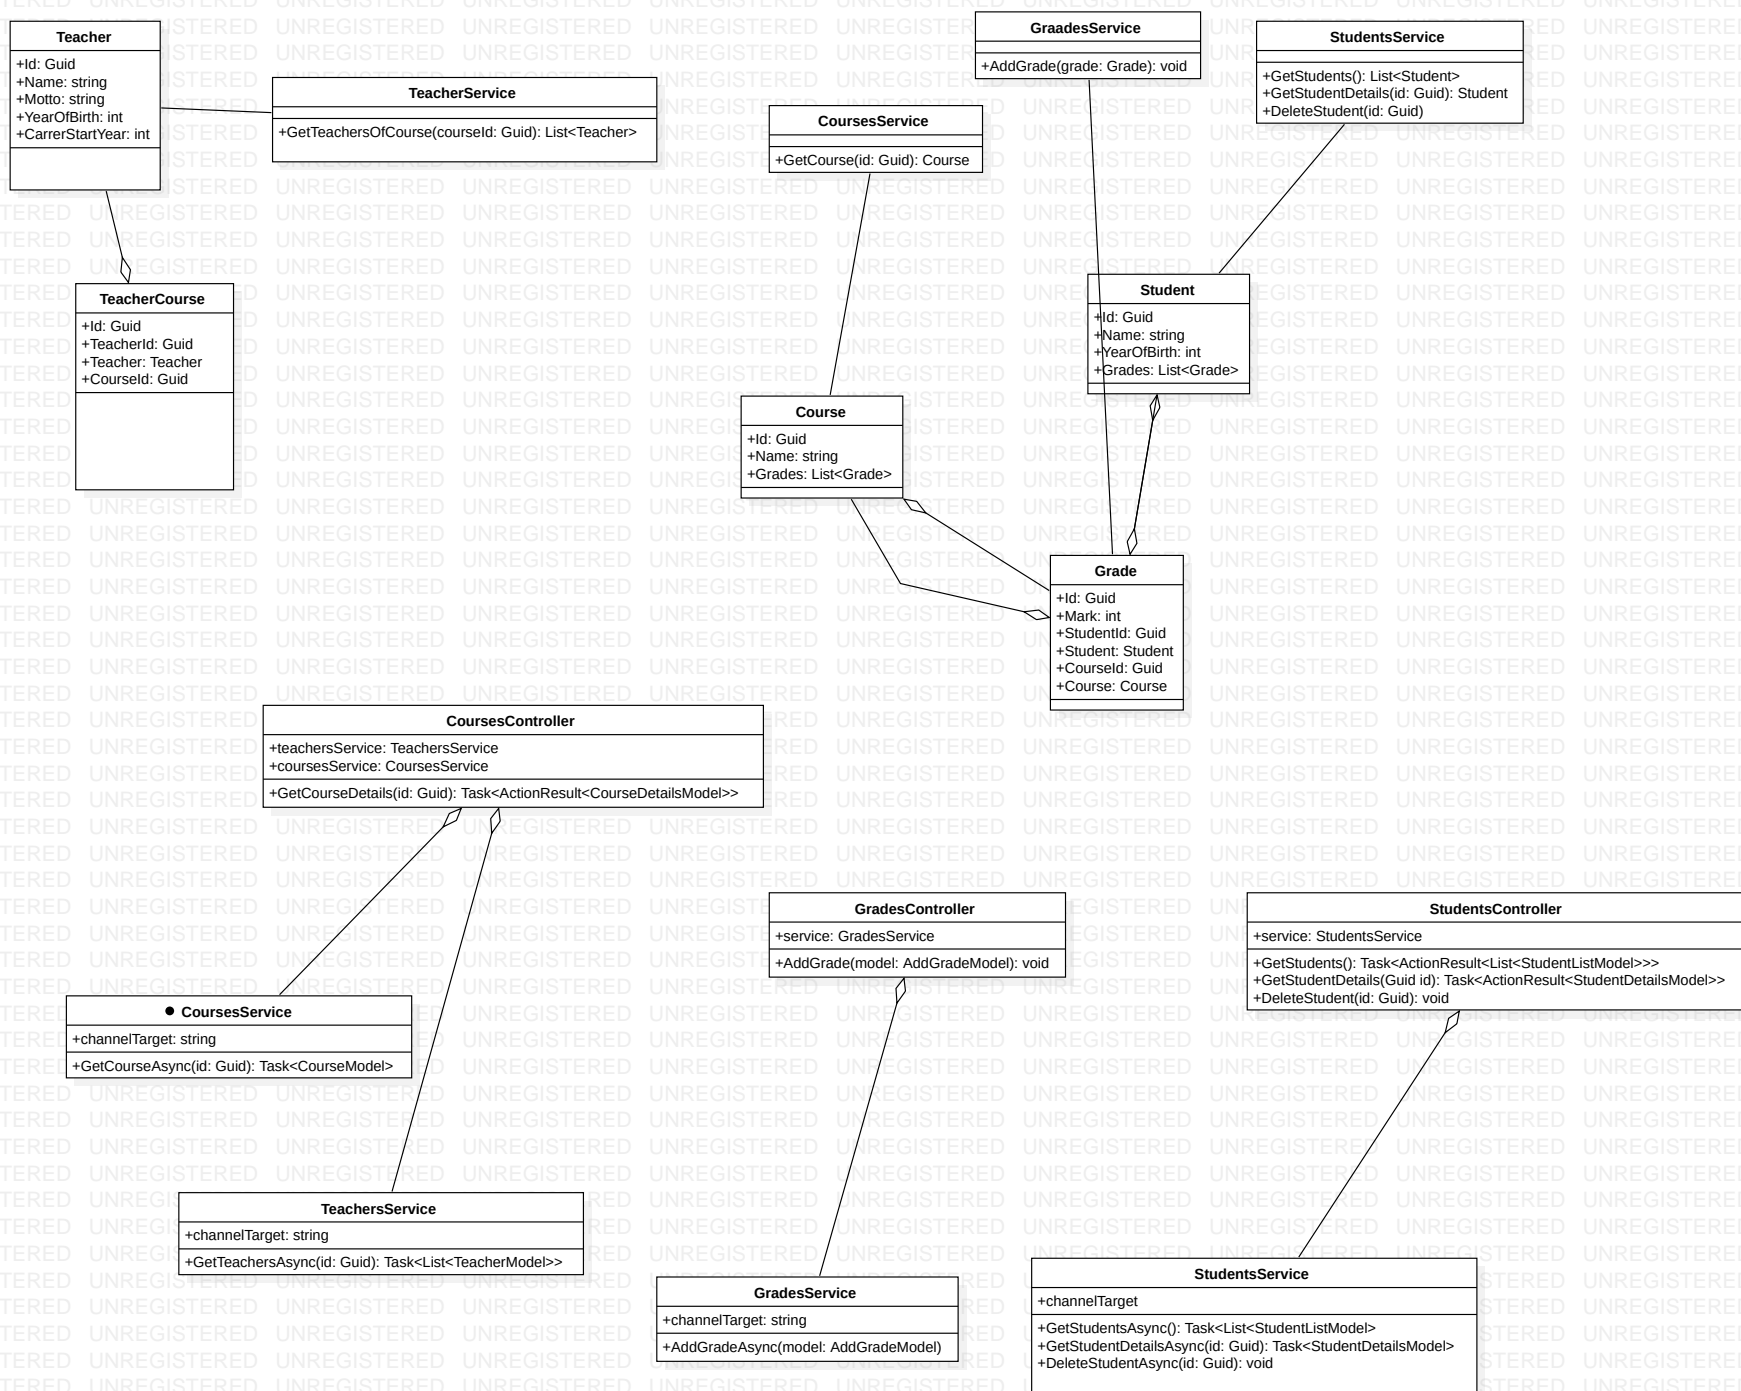 Teacher
+Id: Guid
+Name: string
+Motto: string
+YearOfBirth: int
+CarrerStartYear: int
TeacherService
+GetTeachersOfCourse(courseId: Guid): List<Teacher>
CoursesService
+GetCourse(id: Guid): Course
GraadesService
+AddGrade(grade: Grade): void
StudentsService
+GetStudents(): List<Student>
+GetStudentDetails(id: Guid): Student
+DeleteStudent(id: Guid)
TeacherCourse
+Id: Guid
+TeacherId: Guid
+Teacher: Teacher
+CourseId: Guid
Student
+Id: Guid
+Name: string
+YearOfBirth: int
+Grades: List<Grade>
Course
+Id: Guid
+Name: string
+Grades: List<Grade>
Grade
+Id: Guid
+Mark: int
+StudentId: Guid
+Student: Student
+CourseId: Guid
+Course: Course
CoursesController
+teachersService: TeachersService
+coursesService: CoursesService
+GetCourseDetails(id: Guid): Task<ActionResult<CourseDetailsModel>>
GradesController
+service: GradesService
+AddGrade(model: AddGradeModel): void
StudentsController
+service: StudentsService
+GetStudents(): Task<ActionResult<List<StudentListModel>>>
+GetStudentDetails(Guid id): Task<ActionResult<StudentDetailsModel>>
+DeleteStudent(id: Guid): void
CoursesService
+channelTarget: string
+GetCourseAsync(id: Guid): Task<CourseModel>
TeachersService
+channelTarget: string
+GetTeachersAsync(id: Guid): Task<List<TeacherModel>>
GradesService
+channelTarget: string
+AddGradeAsync(model: AddGradeModel)
StudentsService
+channelTarget
+GetStudentsAsync(): Task<List<StudentListModel>
+GetStudentDetailsAsync(id: Guid): Task<StudentDetailsModel>
+DeleteStudentAsync(id: Guid): void
UNREGISTERED